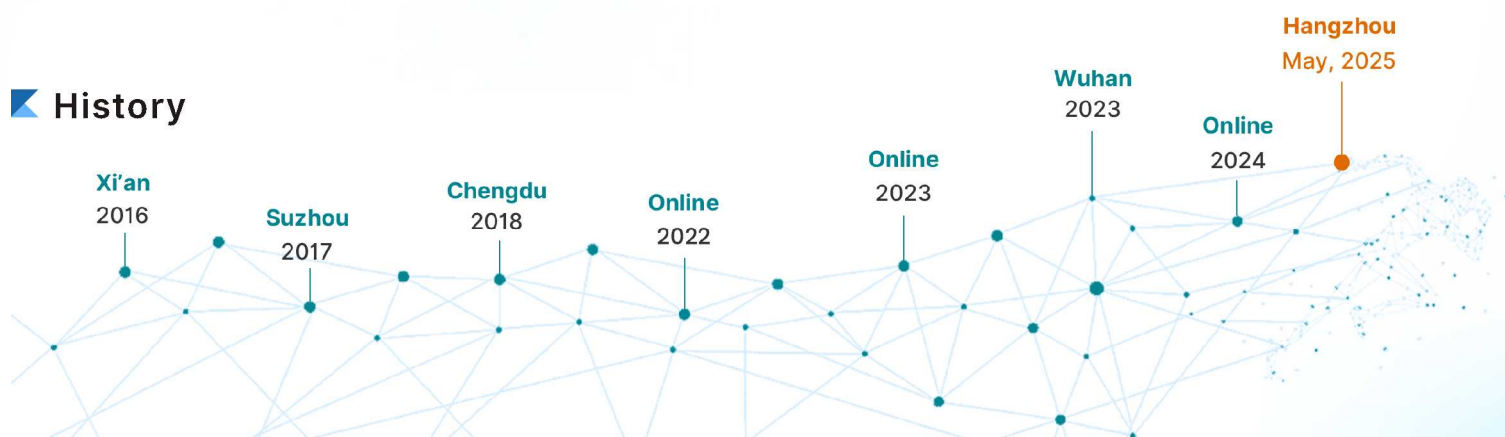 History
Xi’an
2016
Suzhou
2017
Chengdu
2018
Online
2022
Online
2023
Wuhan
2023
Online
2024
Hangzhou
May, 2025